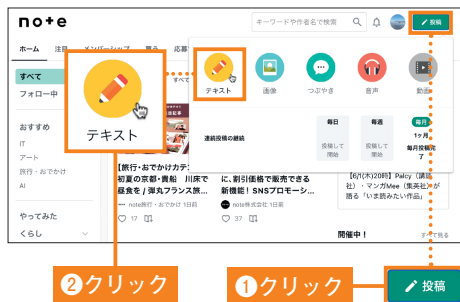 note
キーワードや作者名で検索
投稿
ホーム 注目 メンバーシップ 買う 応募
すべて
フォロー中
おすすめ
IT
アート
旅行・おでかけ
AI
やってみた
くらし
すべて
テキスト
テキスト 画像 つぶやき 音声 動画
連続投稿の継続
毎日
投稿して
開始
毎週
投稿して
開始
毎月
1ヶ月
毎月投稿完
了
【旅行・おでかけカテ
初夏の京都・貴船 川床で
昼食を / 渾丸フランス旅...
note旅行・おでかけ 1日前
17
に、割引価格で販売できる
新機能！ SNSプロモーシ...
note株式会社 1日前
37
[6/1(木)20時] Palcy（講談
社）・マンガMee（集英社）が
語る「いま読みたい作品」
開催中！
すべて見る
❷クリック
❶クリック
投稿